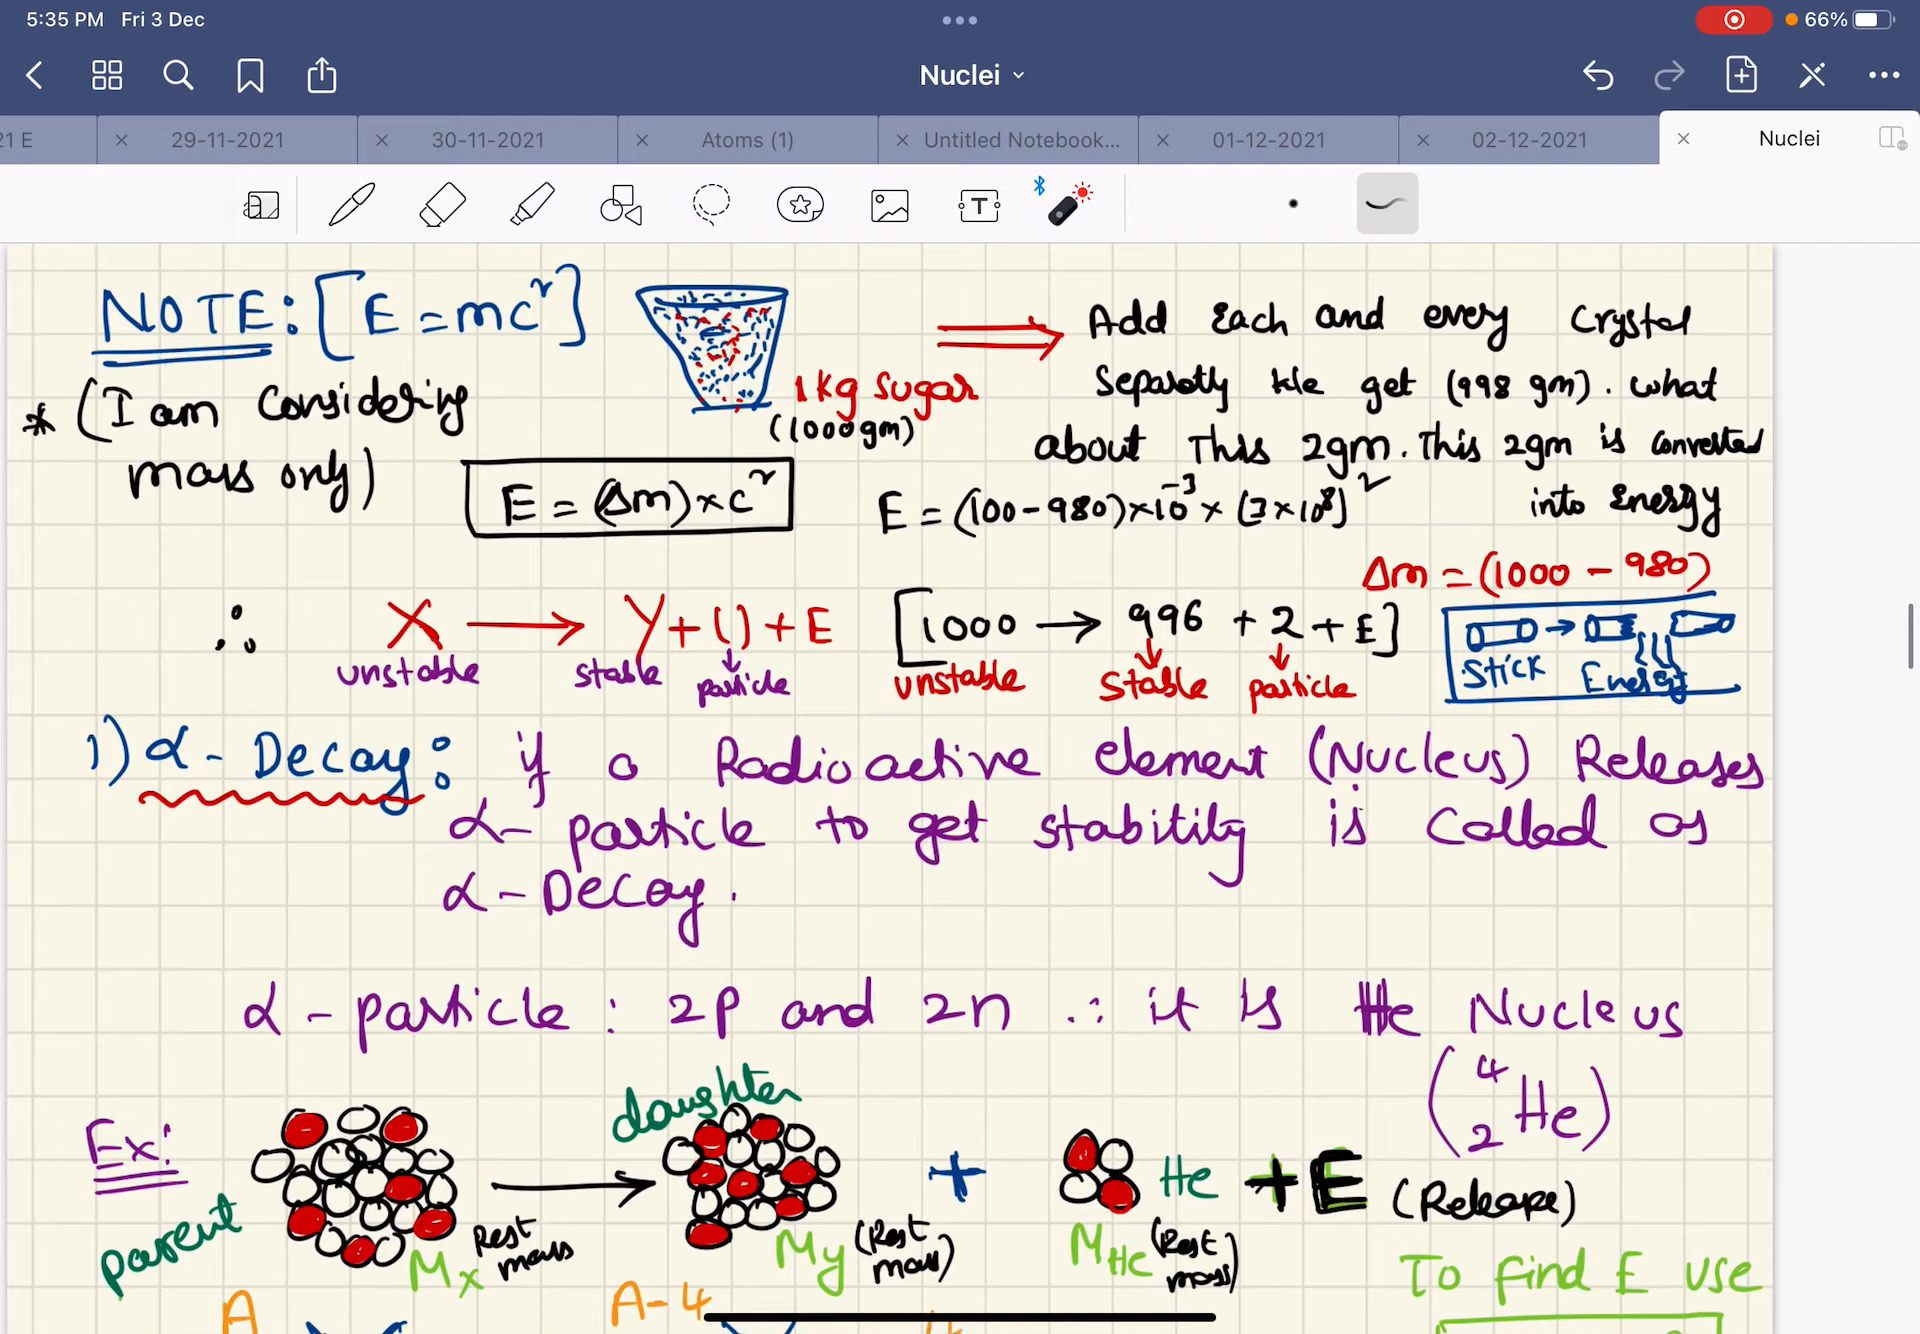 5:35 PM Fri 3 Dec
66%
Nuclei
21 E
29-11-2021
30-11-2021
Atoms (1)
Untitled Notebook...
01-12-2021
02-12-2021
Nuclei
NOTE: [E = mc²]
* (I am Considering
mass only)
1kg Sugar
(1000gm)
Add Each and every Crystal
Separatly We get (998 gm). what
about This 2gm. This 2gm is converted
into Energy
E = (Δm) × c²
E = (100-980)×10⁻³ × (3×10⁸)²
Δm = (1000 - 980)
∴ X → Y + ( ) + E
unstable stable particle
[1000 → 996 + 2 + E]
unstable stable particle
Stick Energy
1) α - Decay: if a Radioactive element (Nucleus) Releases
α - particle to get stability is Called as
α - Decay.
α - particle : 2P and 2n ∴ it is He Nucleus
(⁴₂He)
Ex:
parent
Mx Rest mass
daughter
My (Rest mass)
+
He
MHe (Rest mass)
+ E (Release)
To find E use
A
A-4